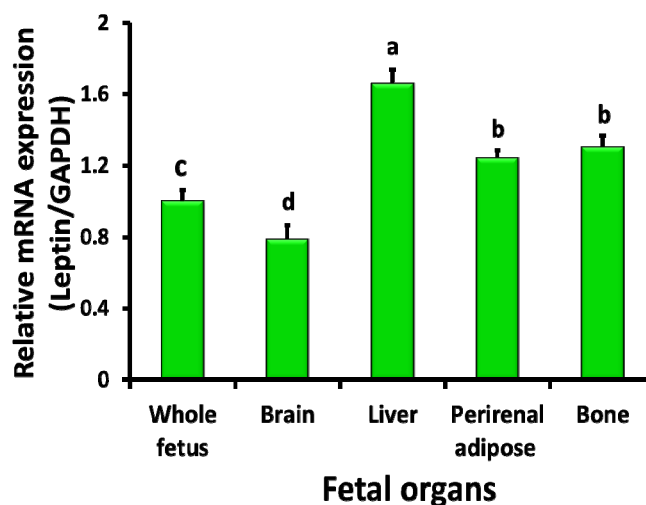 Relative mRNA expression
(Leptin/GAPDH)
2
1.6
1.2
0.8
0.4
0
c
d
a
b
b
Whole
fetus
Brain
Liver
Perirenal
adipose
Bone
Fetal organs